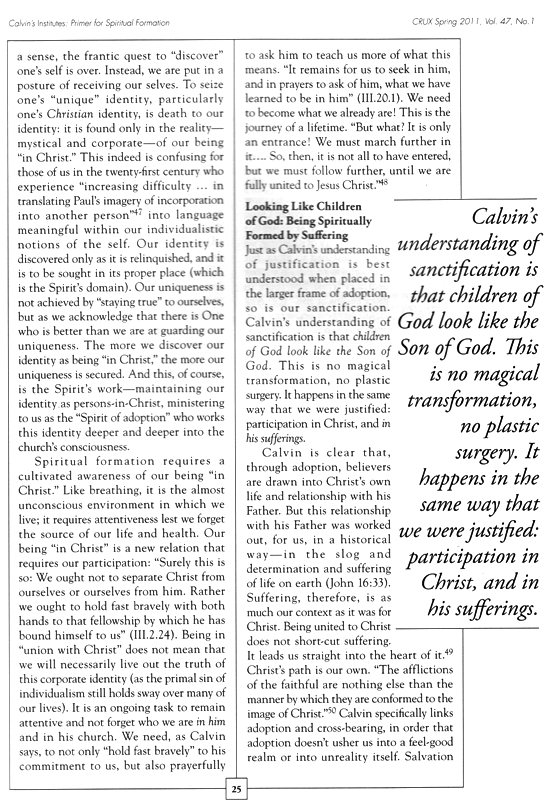 Calvin's Institutes: Primer for Spiritual Formation
CRUX Spring 2011, Vol. 47, No.1
a sense, the frantic quest to "discover"
one's self is over. Instead, we are put in a
posture of receiving our selves. To seize
one's "unique" identity, particularly
one's Christian identity, is death to our
identity: it is found only in the reality—
mystical and corporate—of our being
"in Christ." This indeed is confusing for
those of us in the twenty-first century who
experience "increasing difficulty ... in
translating Paul's imagery of incorporation
into another person"47 into language
meaningful within our individualistic
notions of the self. Our identity is
discovered only as it is relinquished, and it
is to be sought in its proper place (which
is the Spirit's domain). Our uniqueness is
not achieved by "staying true" to ourselves,
but as we acknowledge that there is One
who is better than we are at guarding our
uniqueness. The more we discover our
identity as being "in Christ," the more our
uniqueness is secured. And this, of course,
is the Spirit's work—maintaining our
identity as persons-in-Christ, ministering
to us as the "Spirit of adoption" who works
this identity deeper and deeper into the
church's consciousness.
Spiritual formation requires a
cultivated awareness of our being "in
Christ." Like breathing, it is the almost
unconscious environment in which we
live; it requires attentiveness lest we forget
the source of our life and health. Our
being "in Christ" is a new relation that
requires our participation: "Surely this is
so: We ought not to separate Christ from
ourselves or ourselves from him. Rather
we ought to hold fast bravely with both
hands to that fellowship by which he has
bound himself to us" (III.2.24). Being in
"union with Christ" does not mean that
we will necessarily live out the truth of
this corporate identity (as the primal sin of
individualism still holds sway over many of
our lives). It is an ongoing task to remain
attentive and not forget who we are in him
and in his church. We need, as Calvin
says, to not only "hold fast bravely" to his
commitment to us, but also prayerfully
to ask him to teach us more of what this
means. "It remains for us to seek in him,
and in prayers to ask of him, what we have
learned to be in him" (III.20.1). We need
to become what we already are! This is the
journey of a lifetime. "But what? It is only
an entrance! We must march further in
it.... So, then, it is not all to have entered,
but we must follow further, until we are
fully united to Jesus Christ."48
Looking Like Children
of God: Being Spiritually
Formed by Suffering
Just as Calvin's understanding
of justification is best
understood when placed in
the larger frame of adoption,
so is our sanctification.
Calvin's understanding of
sanctification is that children
of God look like the Son of
God. This is no magical
transformation, no plastic
surgery. It happens in the same
way that we were justified:
participation in Christ, and in
his sufferings.
Calvin is clear that,
through adoption, believers
are drawn into Christ's own
life and relationship with his
Father. But this relationship
with his Father was worked
out, for us, in a historical
way—in the slog and
determination and suffering
of life on earth (John 16:33).
Suffering, therefore, is as
much our context as it was for
Christ. Being united to Christ
does not short-cut suffering.
It leads us straight into the heart of it.49
Christ's path is our own. "The afflictions
of the faithful are nothing else than the
manner by which they are conformed to the
image of Christ."50 Calvin specifically links
adoption and cross-bearing, in order that
adoption doesn't usher us into a feel-good
realm or into unreality itself. Salvation
Calvin's
understanding of
sanctification is
that children of
God look like the
Son of God. This
is no magical
transformation,
no plastic
surgery. It
happens in the
same way that
we were justified:
participation in
Christ, and in
his sufferings.
25